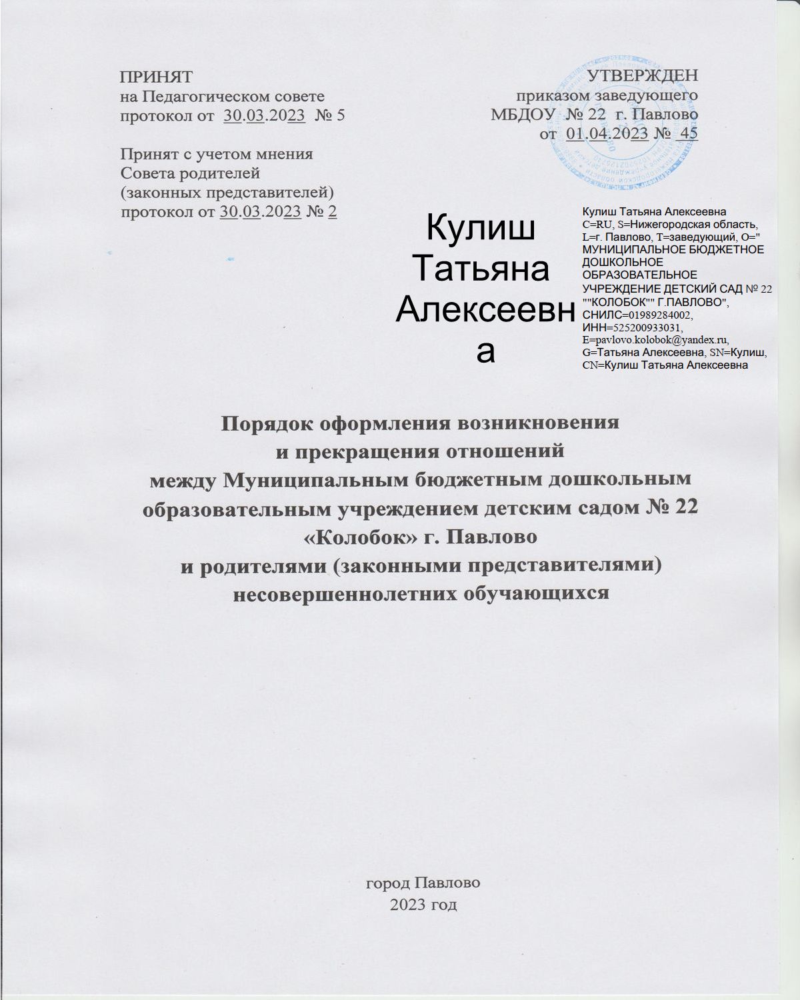 ПРИНЯТ
на Педагогическом совете
протокол от 30.03.2023 № 5
Принят с учетом мнения
Совета родителей
(законных представителей)
протокол от 30.03.2023 № 2
УТВЕРЖДЕН
приказом заведующего
МБДОУ № 22 г. Павлово
от 01.04.2023 № 45
Кулиш
Татьяна
Алексеевн
а
Кулиш Татьяна Алексеевна
C=RU, S=Нижегородская область,
L=г. Павлово, T=заведующий, O="
МУНИЦИПАЛЬНОЕ БЮДЖЕТНОЕ
ДОШКОЛЬНОЕ
ОБРАЗОВАТЕЛЬНОЕ
УЧРЕЖДЕНИЕ ДЕТСКИЙ САД № 22
""КОЛОБОК"" Г.ПАВЛОВО",
СНИЛС=01989284002,
ИНН=525200933031,
E=pavlovo.kolobok@yandex.ru,
G=Татьяна Алексеевна, SN=Кулиш,
CN=Кулиш Татьяна Алексеевна
Порядок оформления возникновения
и прекращения отношений
между Муниципальным бюджетным дошкольным
образовательным учреждением детским садом № 22
«Колобок» г. Павлово
и родителями (законными представителями)
несовершеннолетних обучающихся
город Павлово
2023 год